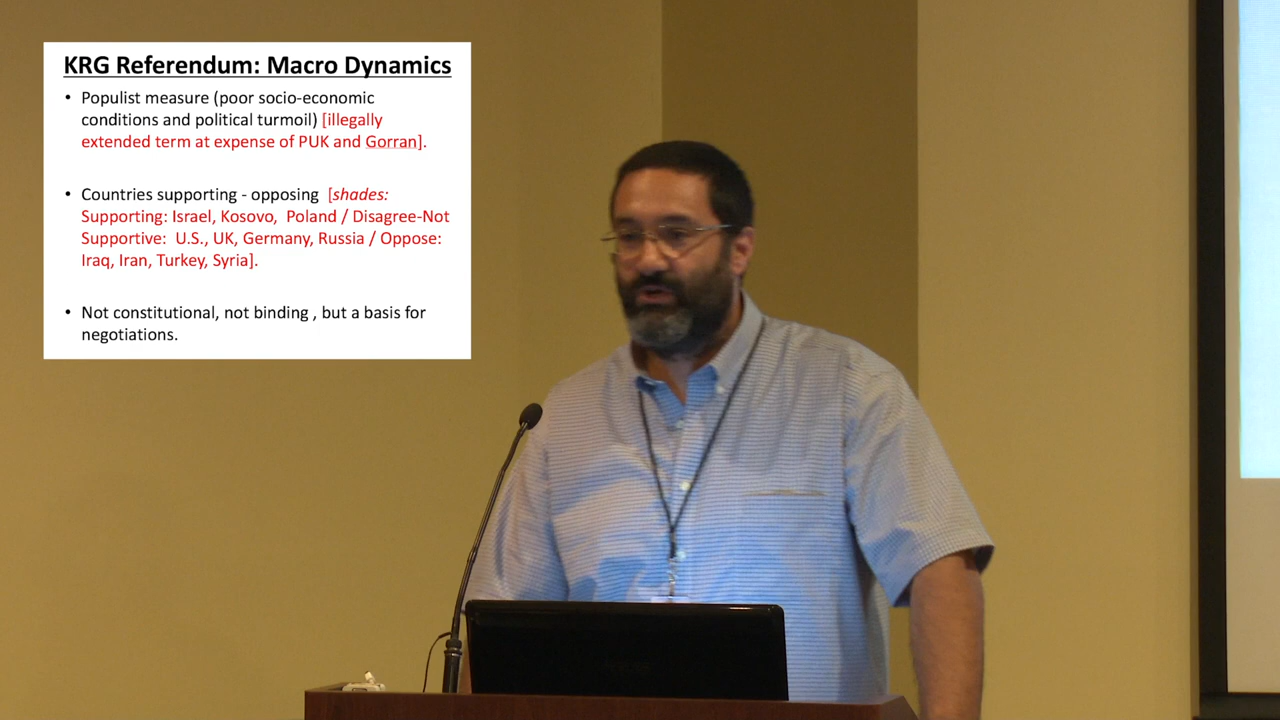 KRG Referendum: Macro Dynamics
• Populist measure (poor socio-economic
conditions and political turmoil) [illegally
extended term at expense of PUK and Gorran].
• Countries supporting - opposing [shades:
Supporting: Israel, Kosovo, Poland / Disagree-Not
Supportive: U.S., UK, Germany, Russia / Oppose:
Iraq, Iran, Turkey, Syria].
• Not constitutional, not binding , but a basis for
negotiations.